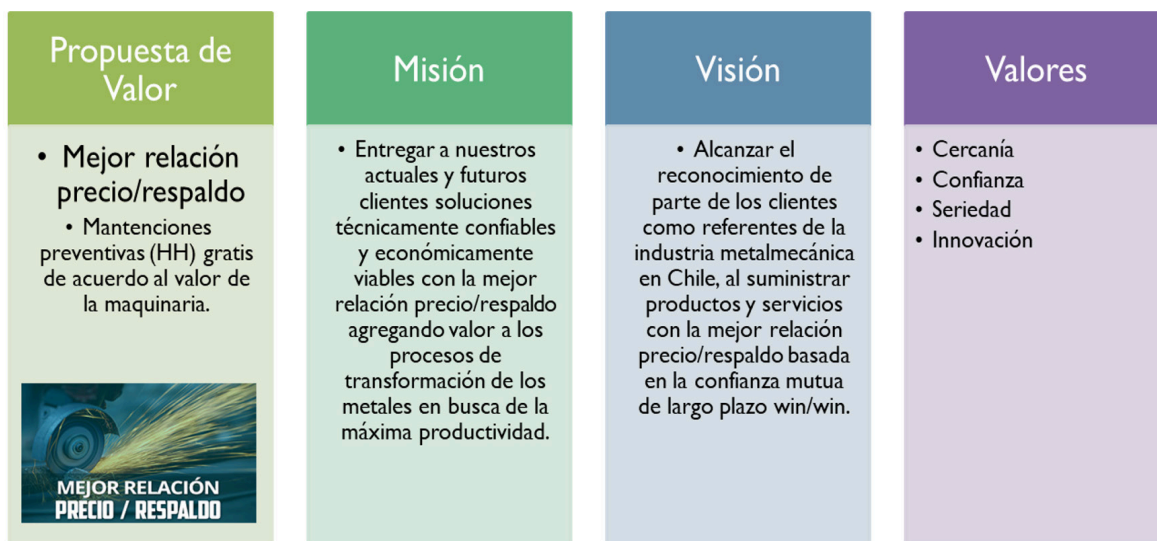 Propuesta de
Valor
• Mejor relación
precio/respaldo
• Mantenciones
preventivas (HH) gratis
de acuerdo al valor de
la maquinaria.
MEJOR RELACIÓN
PRECIO / RESPALDO
Misión
• Entregar a nuestros
actuales y futuros
clientes soluciones
técnicamente confiables
y económicamente
viables con la mejor
relación precio/respaldo
agregando valor a los
procesos de
transformación de los
metales en busca de la
máxima productividad.
Visión
• Alcanzar el
reconocimiento de
parte de los clientes
como referentes de la
industria metalmecánica
en Chile, al suministrar
productos y servicios
con la mejor relación
precio/respaldo basada
en la confianza mutua
de largo plazo win/win.
Valores
• Cercanía
• Confianza
• Seriedad
• Innovación